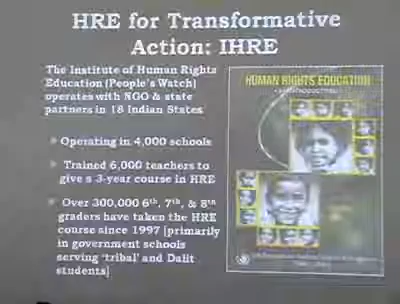 HRE for Transformative
Action: IHRE
The Institute of Human Rights
Education (People's Watch)
operates with NGO & state
partners in 18 Indian States
Operating in 4,000 schools
Trained 6,000 teachers to
give a 3-year course in HRE
Over 300,000 6th, 7th, & 8th
graders have taken the HRE
course since 1997 [primarily
in government schools
serving 'tribal' and Dalit
students]
HUMAN RIGHTS EDUCATION